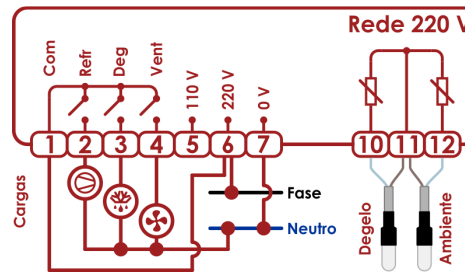 Rede 220 V
Com
Refr
Deg
Vent
110 V
220 V
0 V
1 2 3 4 5 6 7 10 11 12
Cargas
Fase
Neutro
Degelo
Ambiente